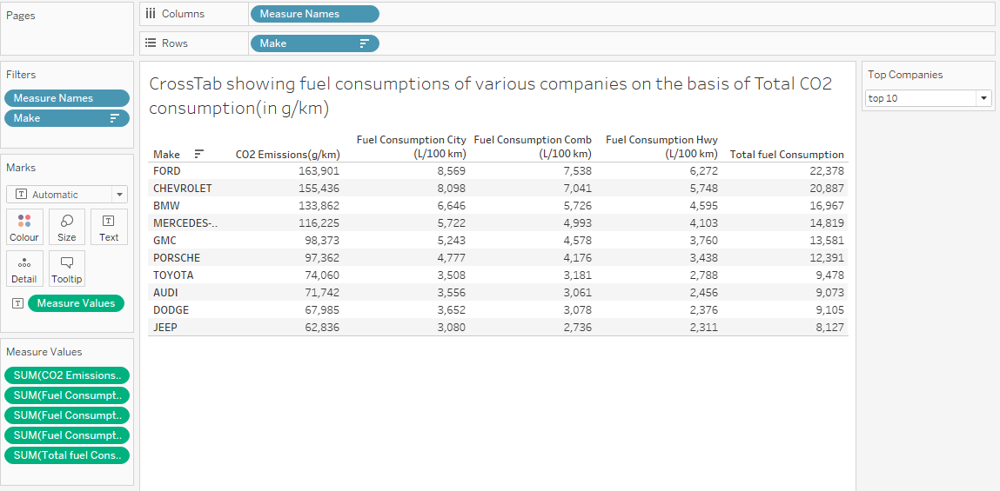 Pages
Columns
Measure Names
Rows
Make
Filters
Measure Names
Make
Marks
T Automatic
Colour
Size
T
Text
Detail
Tooltip
T Measure Values
Measure Values
SUM(CO2 Emissions..
SUM(Fuel Consumpt..
SUM(Fuel Consumpt..
SUM(Fuel Consumpt..
SUM(Total fuel Cons..
CrossTab showing fuel consumptions of various companies on the basis of Total CO2
consumption(in g/km)
Fuel Consumption City Fuel Consumption Comb Fuel Consumption Hwy
Make CO2 Emissions(g/km) (L/100 km) (L/100 km) (L/100 km) Total fuel Consumption
FORD 163,901 8,569 7,538 6,272 22,378
CHEVROLET 155,436 8,098 7,041 5,748 20,887
BMW 133,862 6,646 5,726 4,595 16,967
MERCEDES-.. 116,225 5,722 4,993 4,103 14,819
GMC 98,373 5,243 4,578 3,760 13,581
PORSCHE 97,362 4,777 4,176 3,438 12,391
TOYOTA 74,060 3,508 3,181 2,788 9,478
AUDI 71,742 3,556 3,061 2,456 9,073
DODGE 67,985 3,652 3,078 2,376 9,105
JEEP 62,836 3,080 2,736 2,311 8,127
Top Companies
top 10